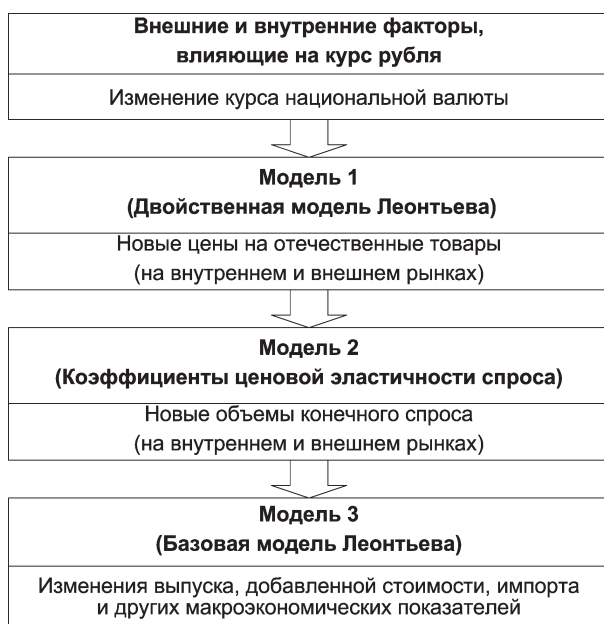 Внешние и внутренние факторы,
влияющие на курс рубля
Изменение курса национальной валюты
Модель 1
(Двойственная модель Леонтьева)
Новые цены на отечественные товары
(на внутреннем и внешнем рынках)
Модель 2
(Коэффициенты ценовой эластичности спроса)
Новые объемы конечного спроса
(на внутреннем и внешнем рынках)
Модель 3
(Базовая модель Леонтьева)
Изменения выпуска, добавленной стоимости, импорта
и других макроэкономических показателей